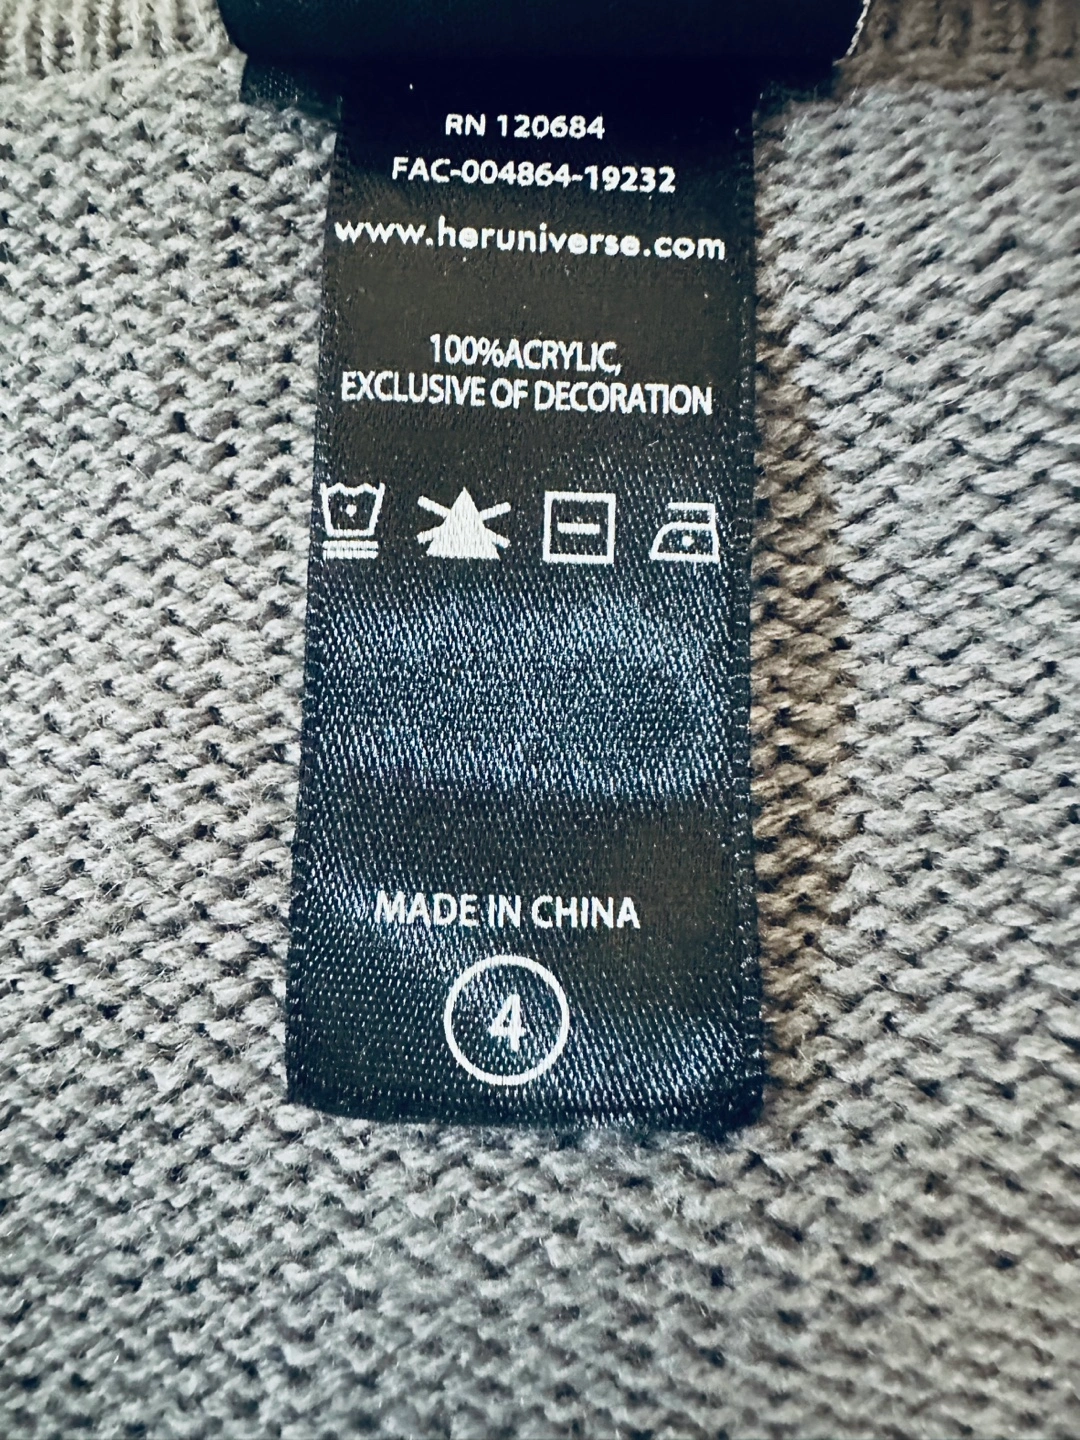 RN 120684
FAC-004864-19232
www.heruniverse.com
100%ACRYLIC,
EXCLUSIVE OF DECORATION
MADE IN CHINA
4